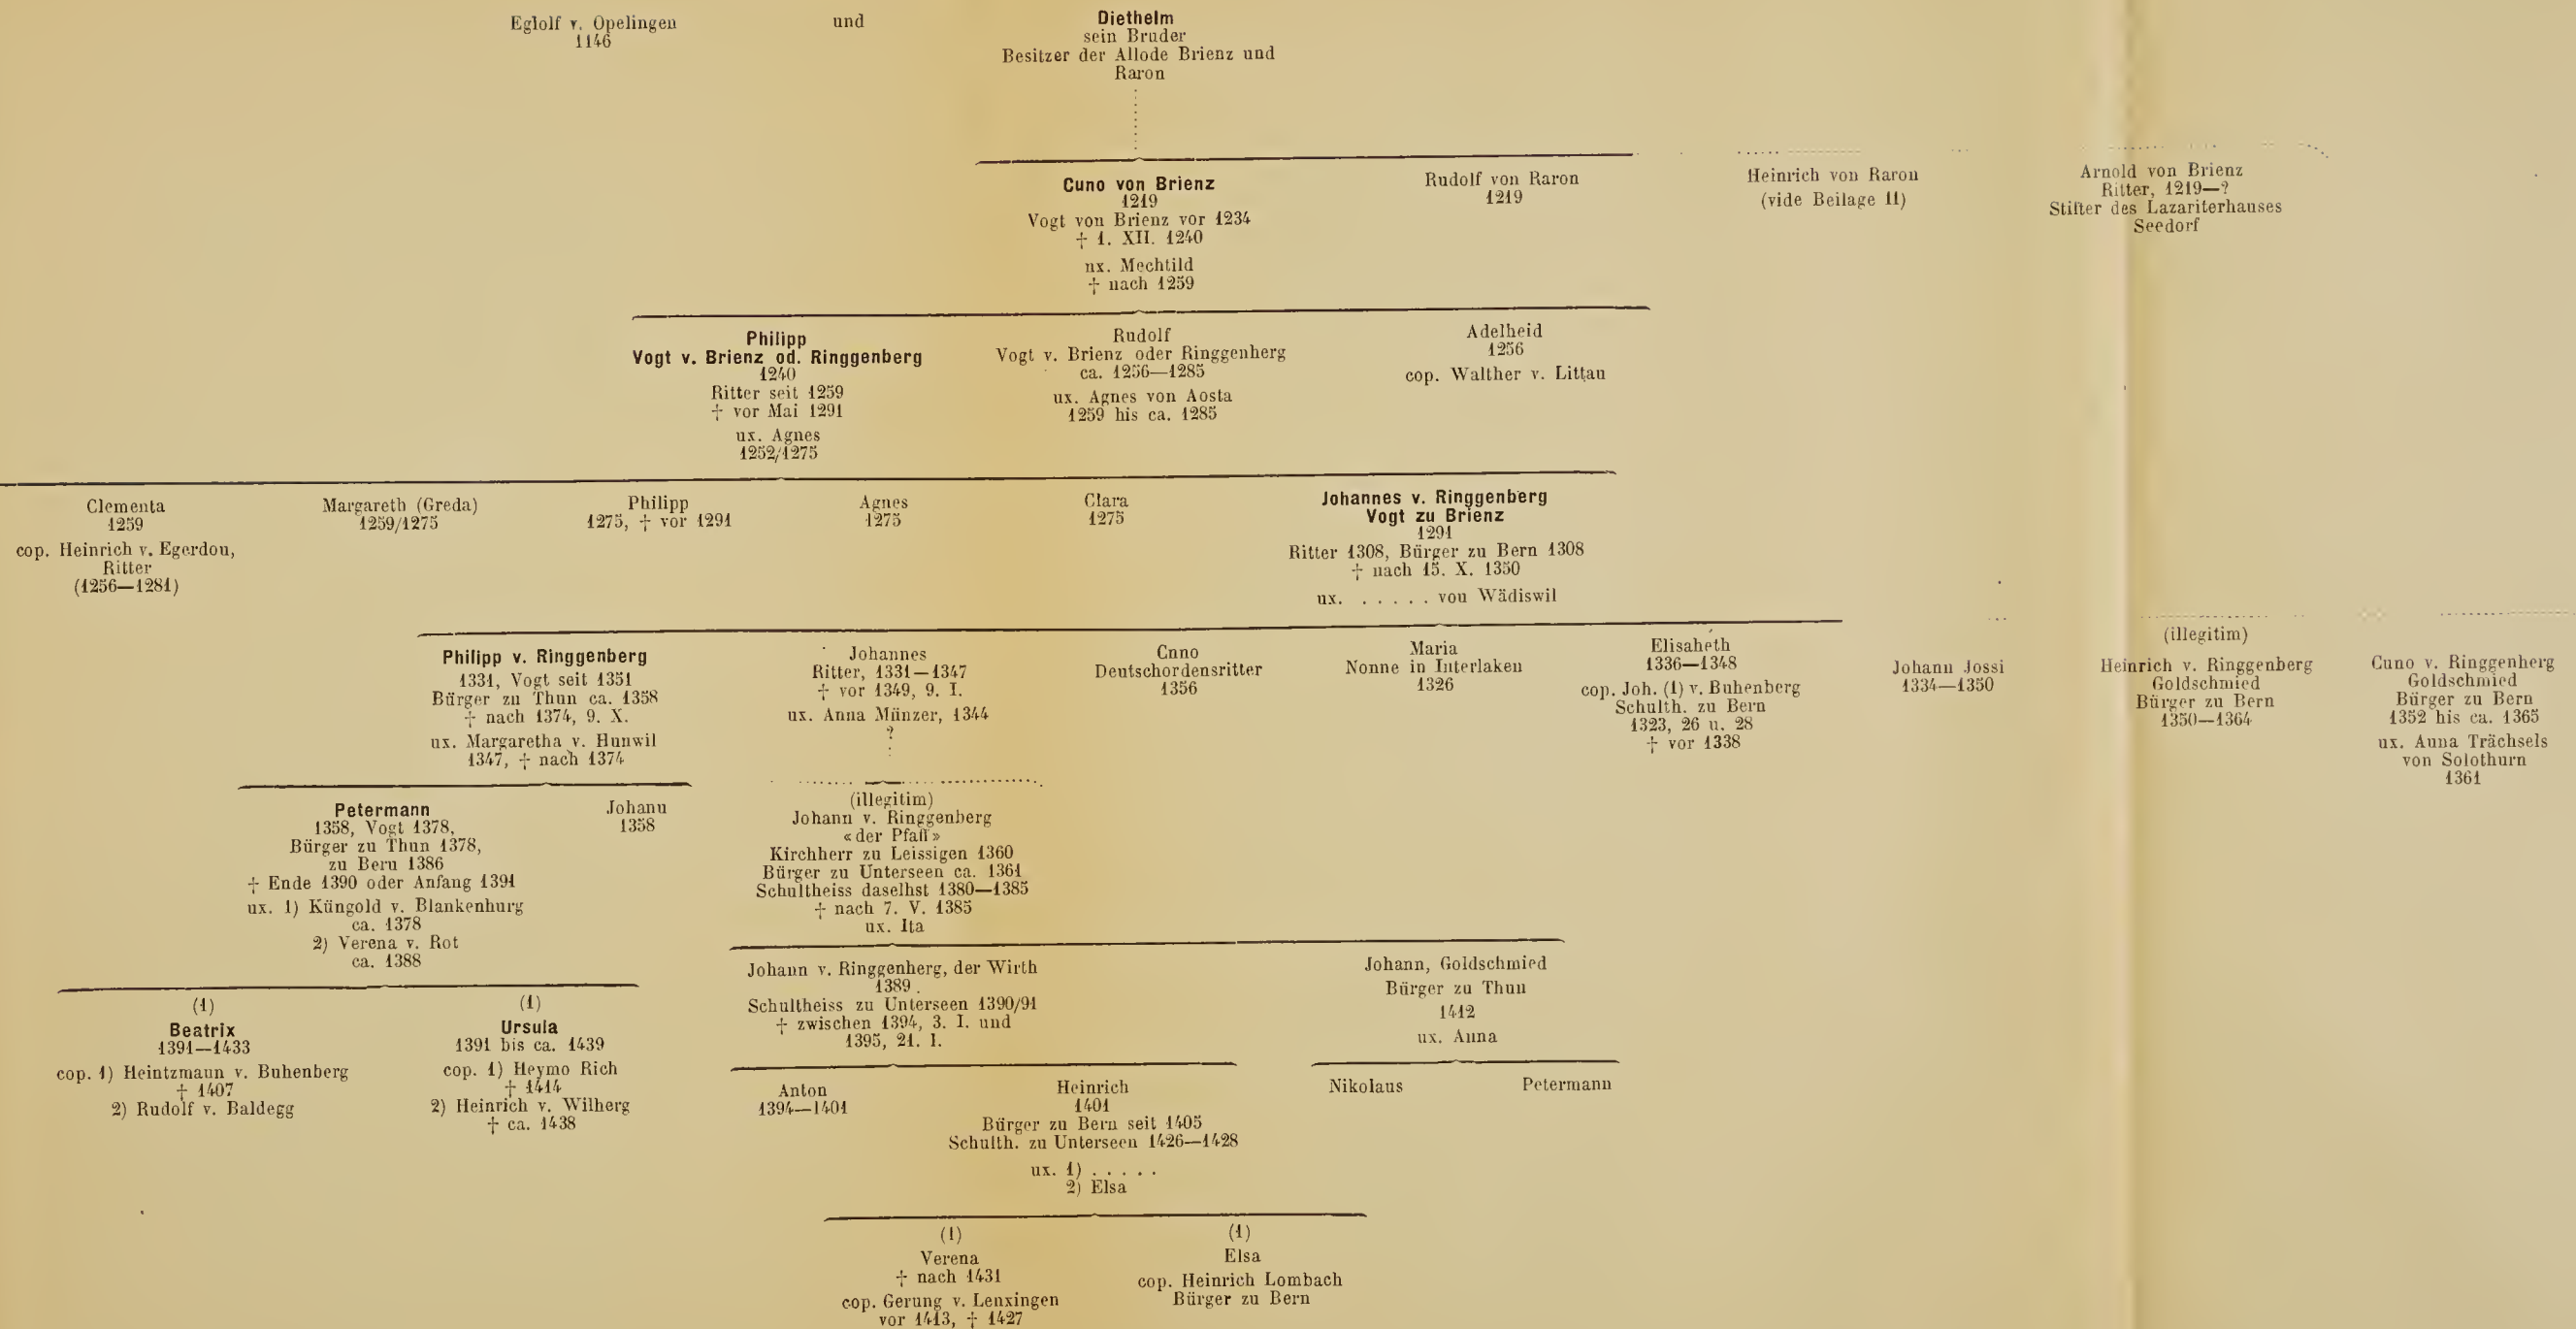 Eglolf v. Opelingen
1146
und
Diethelm
sein Bruder
Besitzer der Allode Brienz und
Raron
Cuno von Brienz
1219
Vogt von Brienz vor 1234
† 1. XII. 1240
ux. Mechtild
† nach 1259
Rudolf von Raron
1219
Heinrich von Raron
(vide Beilage II)
Arnold von Brienz
Ritter, 1219—?
Stifter des Lazariterhauses
Seedorf
Philipp
Vogt v. Brienz od. Ringgenberg
1240
Ritter seit 1259
† vor Mai 1291
ux. Agnes
1252/1275
Rudolf
Vogt v. Brienz oder Ringgenberg
ca. 1256—1285
ux. Agnes von Aosta
1259 bis ca. 1285
Adelheid
1256
cop. Walther v. Littau
Clementa
1259
cop. Heinrich v. Egerdon,
Ritter
(1256—1281)
Margareth (Greda)
1259/1275
Philipp
1275, † vor 1291
Agnes
1275
Clara
1275
Johannes v. Ringgenberg
Vogt zu Brienz
1291
Ritter 1308, Bürger zu Bern 1308
† nach 15. X. 1350
ux. . . . . . von Wädiswil
Philipp v. Ringgenberg
1331, Vogt seit 1351
Bürger zu Thun ca. 1358
† nach 1374, 9. X.
ux. Margaretha v. Hunwil
1347, † nach 1374
Johannes
Ritter, 1331—1347
† vor 1349, 9. I.
ux. Anna Münzer, 1344
?
Cuno
Deutschordensritter
1356
Maria
Nonne in Interlaken
1326
Elisabeth
1336—1348
cop. Joh. (1) v. Bubenberg
Schulth. zu Bern
1323, 26 u. 28
† vor 1338
Johann Jossi
1334—1350
(illegitim)
Heinrich v. Ringgenberg
Goldschmied
Bürger zu Bern
1350—1364
Cuno v. Ringgenberg
Goldschmied
Bürger zu Bern
1352 bis ca. 1365
ux. Anna Trächsels
von Solothurn
1361
Petermann
1358, Vogt 1378,
Bürger zu Thun 1378,
zu Bern 1386
† Ende 1390 oder Anfang 1391
ux. 1) Küngold v. Blankenburg
ca. 1378
2) Verena v. Rot
ca. 1388
Johann
1358
(illegitim)
Johann v. Ringgenberg
«der Pfaff»
Kirchherr zu Leissigen 1360
Bürger zu Unterseen ca. 1361
Schultheiss daselbst 1380—1385
† nach 7. V. 1385
ux. Ita
Johann v. Ringgenberg, der Wirth
1389.
Schultheiss zu Unterseen 1390/91
† zwischen 1394, 3. I. und
1395, 21. I.
Johann, Goldschmied
Bürger zu Thun
1412
ux. Anna
(1)
Beatrix
1391—1433
cop. 1) Heintzmann v. Bubenberg
† 1407
2) Rudolf v. Baldegg
(1)
Ursula
1391 bis ca. 1439
cop. 1) Heymo Rich
† 1414
2) Heinrich v. Wilberg
† ca. 1438
Anton
1394—1401
Heinrich
1401
Bürger zu Bern seit 1405
Schulth. zu Unterseen 1426—1428
ux. 1) . . . . .
2) Elsa
Nikolaus
Petermann
(1)
Verena
† nach 1431
cop. Gerung v. Lenxingen
vor 1413, † 1427
(1)
Elsa
cop. Heinrich Lombach
Bürger zu Bern